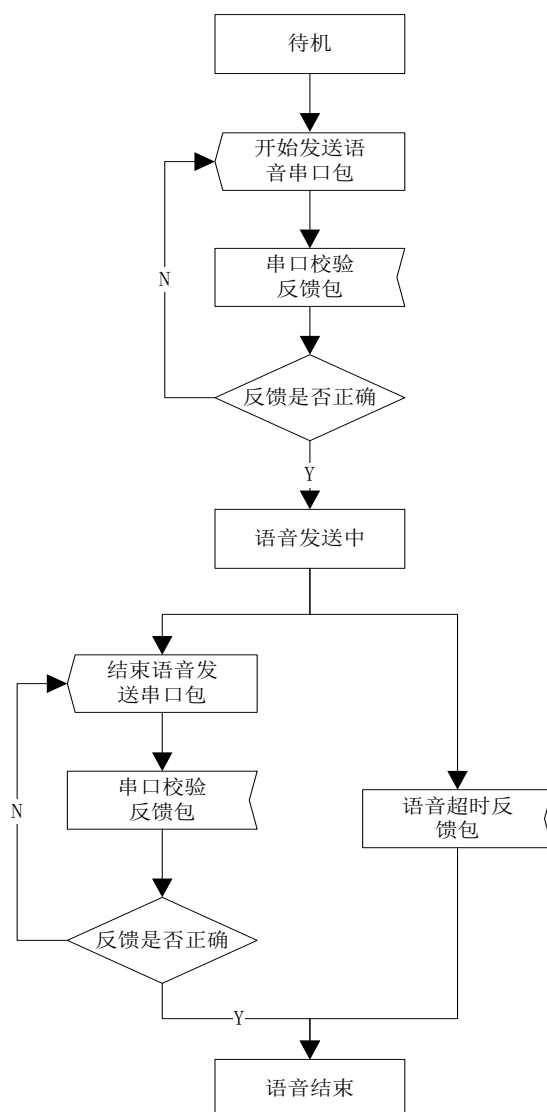 待机
开始发送语
音串口包
串口校验
反馈包
N
反馈是否正确
Y
语音发送中
结束语音发
送串口包
串口校验
反馈包
语音超时反
馈包
N
反馈是否正确
Y
语音结束